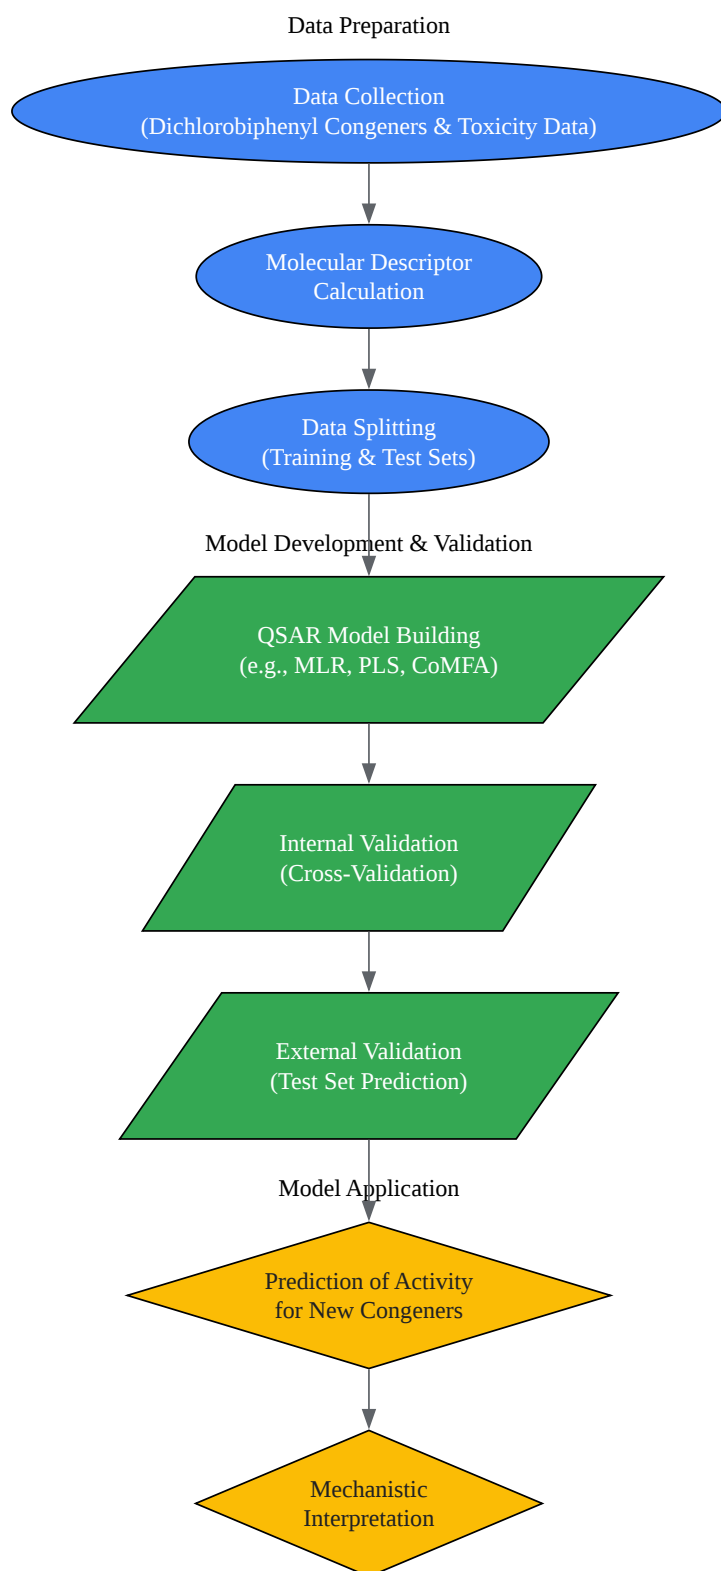 Data Preparation
Data Collection
(Dichlorobiphenyl Congeners & Toxicity Data)
Molecular Descriptor
Calculation
Data Splitting
(Training & Test Sets)
Model Development & Validation
QSAR Model Building
(e.g., MLR, PLS, CoMFA)
Internal Validation
(Cross-Validation)
External Validation
(Test Set Prediction)
Model Application
Prediction of Activity
for New Congeners
Mechanistic
Interpretation